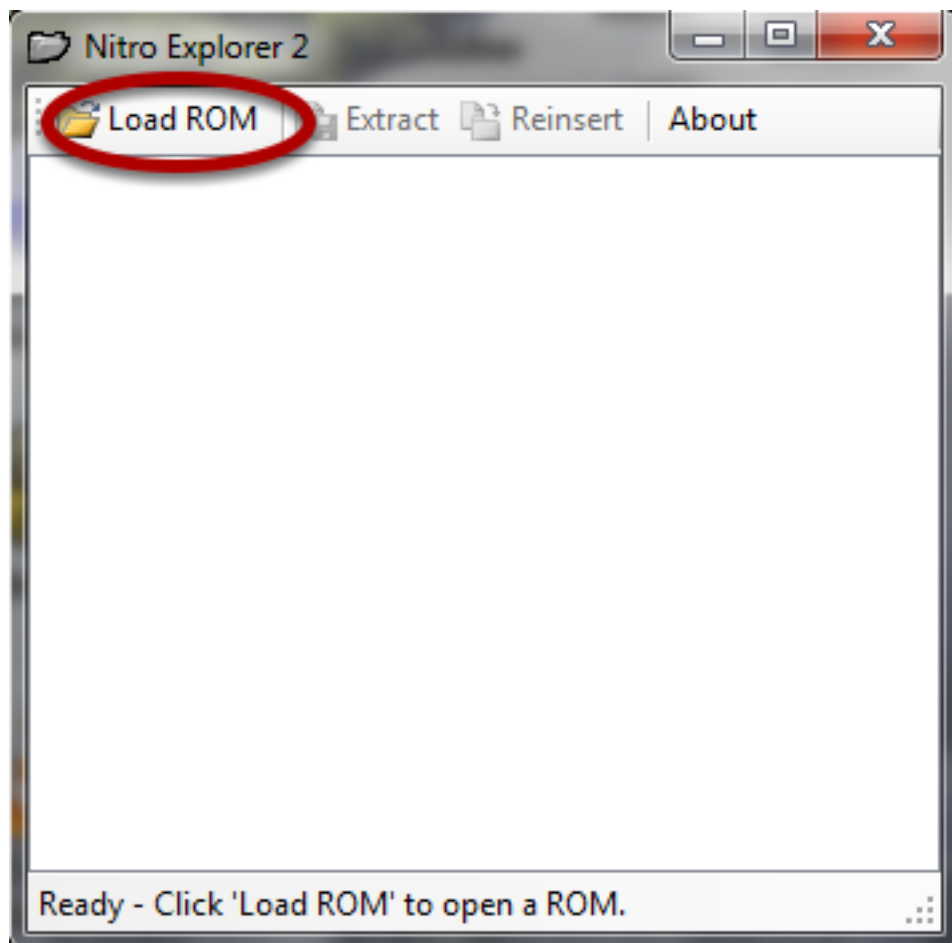 Nitro Explorer 2
Load ROM Extract Reinsert About
Ready - Click 'Load ROM' to open a ROM.